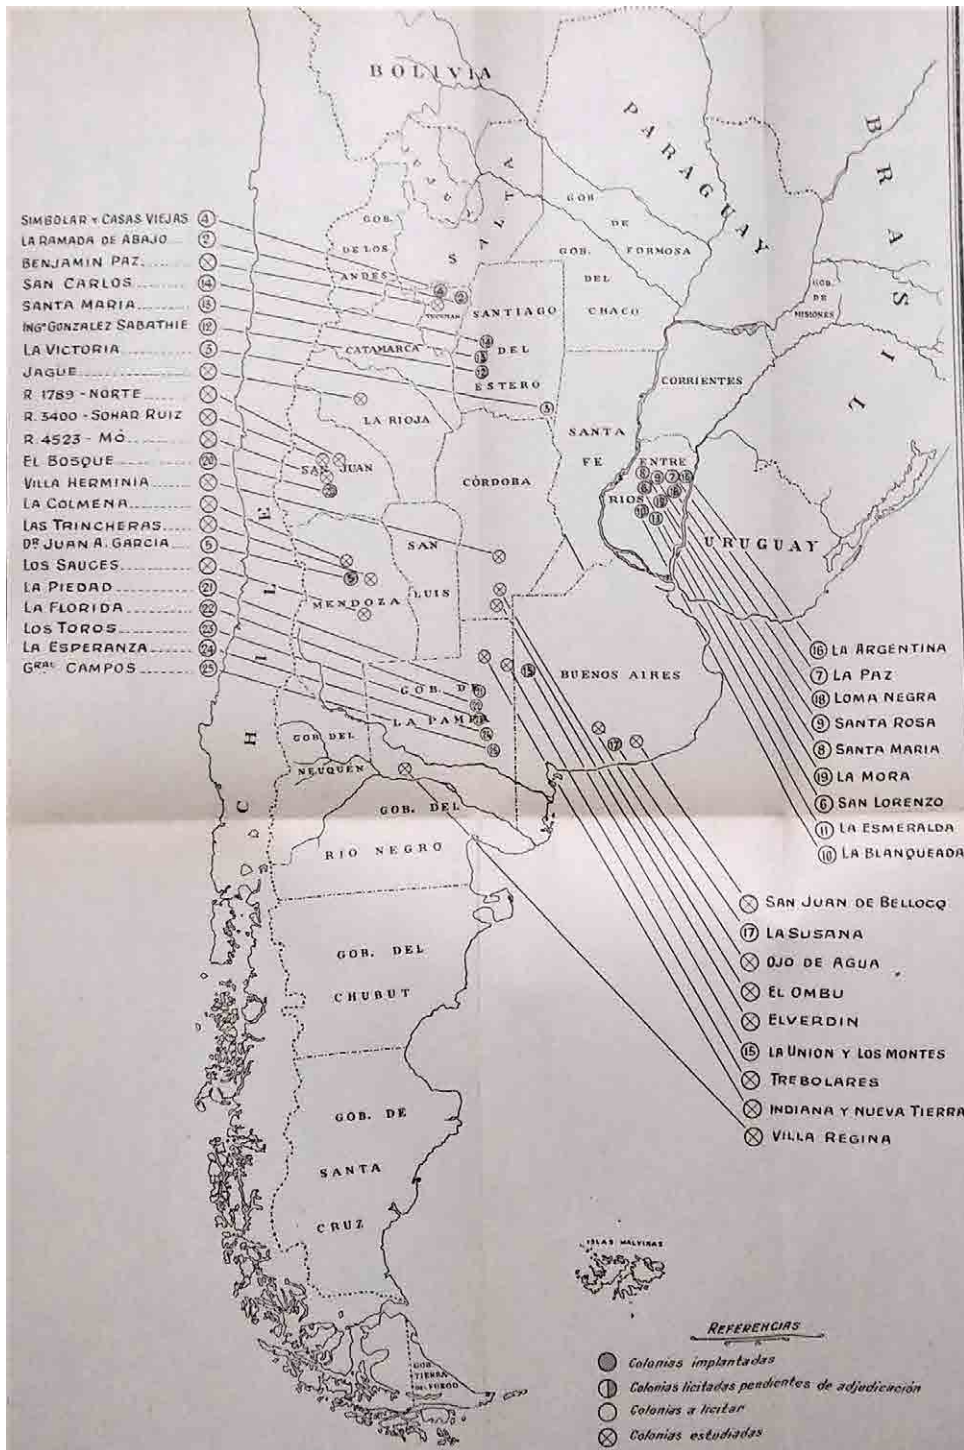 BOLIVIA
PARAGUAY
BRASIL
SALTA
GOB.
DE LOS
ANDES
GOB.
DE
FORMOSA
GOB.
DEL
CHACO
GOB.
DE
MISIONES
TUCUMAN
SANTIAGO
DEL
ESTERO
CATAMARCA
CORRIENTES
LA RIOJA
SANTA
FE
ENTRE
RIOS
SAN JUAN
CÓRDOBA
SAN
LUIS
URUGUAY
MENDOZA
BUENOS AIRES
GOB. DE
LA PAMPA
GOB DEL
NEUQUEN
CHILE
GOB. DEL
RIO NEGRO
GOB. DEL
CHUBUT
GOB. DE
SANTA
CRUZ
ISLAS MALVINAS
GOB.
TIERRA
DEL FUEGO
SIMBOLAR Y CASAS VIEJAS 4
LA RAMADA DE ABAJO 2
BENJAMIN PAZ
SAN CARLOS 14
SANTA MARIA 13
INGº GONZALEZ SABATHIE 12
LA VICTORIA 3
JAGUE
R. 1789 - NORTE
R. 3400 - SOHAR RUIZ
R. 4523 - MÓ
EL BOSQUE 20
VILLA HERMINIA
LA COLMENA
LAS TRINCHERAS
DR JUAN A. GARCIA 5
LOS SAUCES
LA PIEDAD 21
LA FLORIDA 22
LOS TOROS 23
LA ESPERANZA 24
GRAL CAMPOS 25
16 LA ARGENTINA
7 LA PAZ
18 LOMA NEGRA
9 SANTA ROSA
8 SANTA MARIA
19 LA MORA
6 SAN LORENZO
11 LA ESMERALDA
10 LA BLANQUEADA
SAN JUAN DE BELLOCQ
17 LA SUSANA
OJO DE AGUA
EL OMBU
ELVERDIN
15 LA UNION Y LOS MONTES
TREBOLARES
INDIANA Y NUEVA TIERRA
VILLA REGINA
REFERENCIAS
Colonias implantadas
Colonias licitadas pendientes de adjudicación
Colonias a licitar
Colonias estudiadas